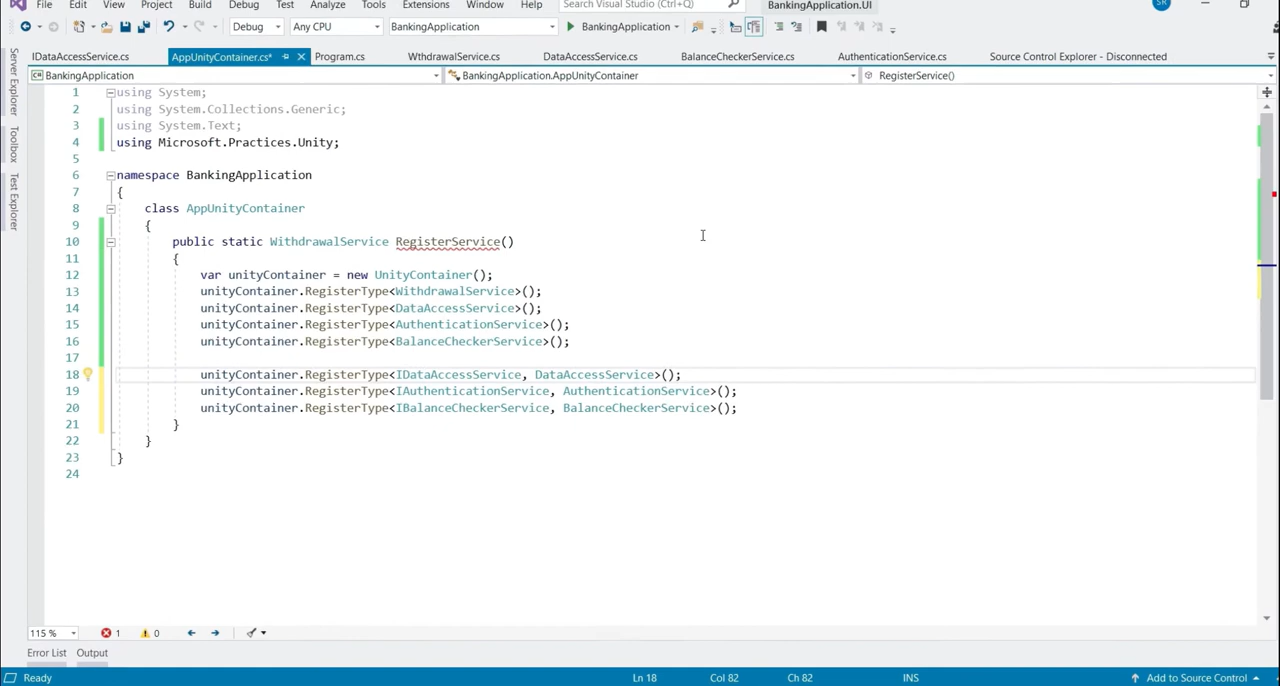 File Edit View Project Build Debug Test Analyze Tools Extensions Window Help Search Visual Studio (Ctrl+Q) BankingApplication.UI SR
Debug Any CPU BankingApplication BankingApplication
IDataAccessService.cs AppUnityContainer.cs* Program.cs WithdrawalService.cs DataAccessService.cs BalanceCheckerService.cs AuthenticationService.cs Source Control Explorer - Disconnected
BankingApplication BankingApplication.AppUnityContainer RegisterService()
Server Explorer
Toolbox
Test Explorer
1 using System;
2 using System.Collections.Generic;
3 using System.Text;
4 using Microsoft.Practices.Unity;
5
6 namespace BankingApplication
7 {
8 class AppUnityContainer
9 {
10 public static WithdrawalService RegisterService()
11 {
12 var unityContainer = new UnityContainer();
13 unityContainer.RegisterType<WithdrawalService>();
14 unityContainer.RegisterType<DataAccessService>();
15 unityContainer.RegisterType<AuthenticationService>();
16 unityContainer.RegisterType<BalanceCheckerService>();
17
18 unityContainer.RegisterType<IDataAccessService, DataAccessService>();
19 unityContainer.RegisterType<IAuthenticationService, AuthenticationService>();
20 unityContainer.RegisterType<IBalanceCheckerService, BalanceCheckerService>();
21 }
22 }
23 }
24
115 % 1 0
Error List Output
Ready Ln 18 Col 82 Ch 82 INS Add to Source Control